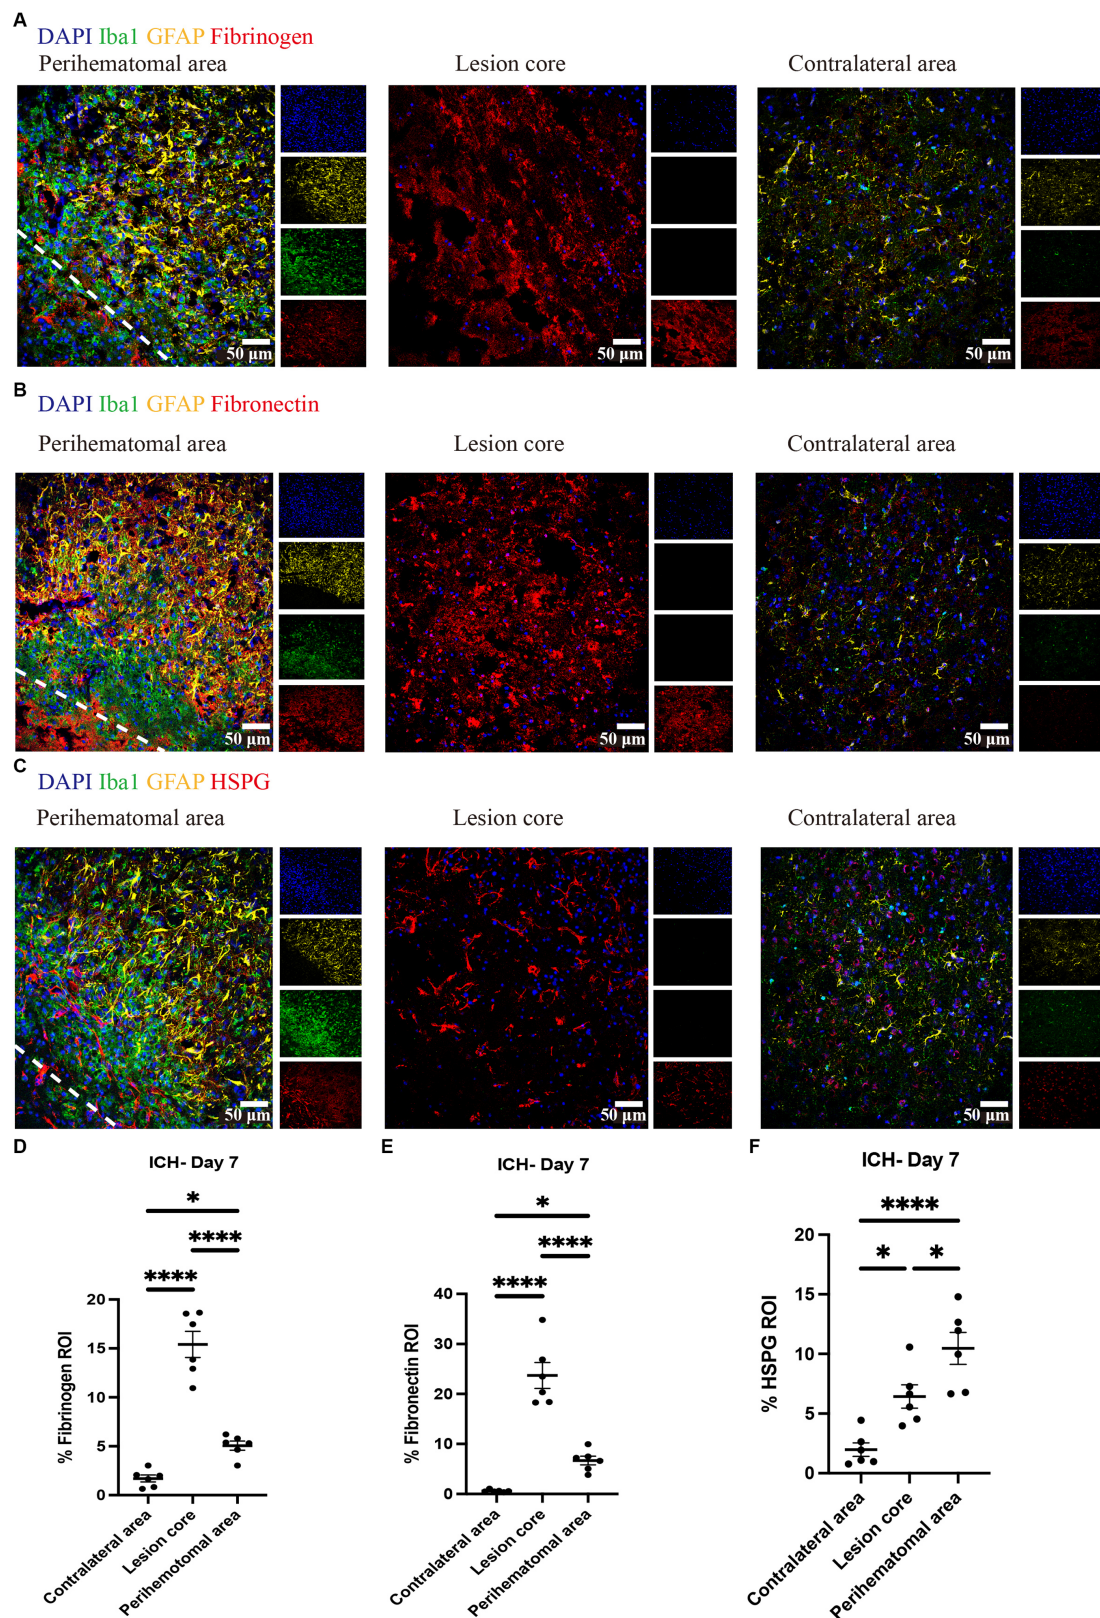 A
DAPI Iba1 GFAP Fibrinogen
Perihematomal area Lesion core Contralateral area
50 μm 50 μm 50 μm
B
DAPI Iba1 GFAP Fibronectin
Perihematomal area Lesion core Contralateral area
50 μm 50 μm 50 μm
C
DAPI Iba1 GFAP HSPG
Perihematomal area Lesion core Contralateral area
50 μm 50 μm 50 μm
D
ICH- Day 7
*
****
****
% Fibrinogen ROI
20
15
10
5
0
Contralateral area
Lesion core
Perihemotomal area
E
ICH- Day 7
*
****
****
% Fibronectin ROI
40
30
20
10
0
Contralateral area
Lesion core
Perihematomal area
F
ICH- Day 7
****
* *
% HSPG ROI
20
15
10
5
0
Contralateral area
Lesion core
Perihematomal area